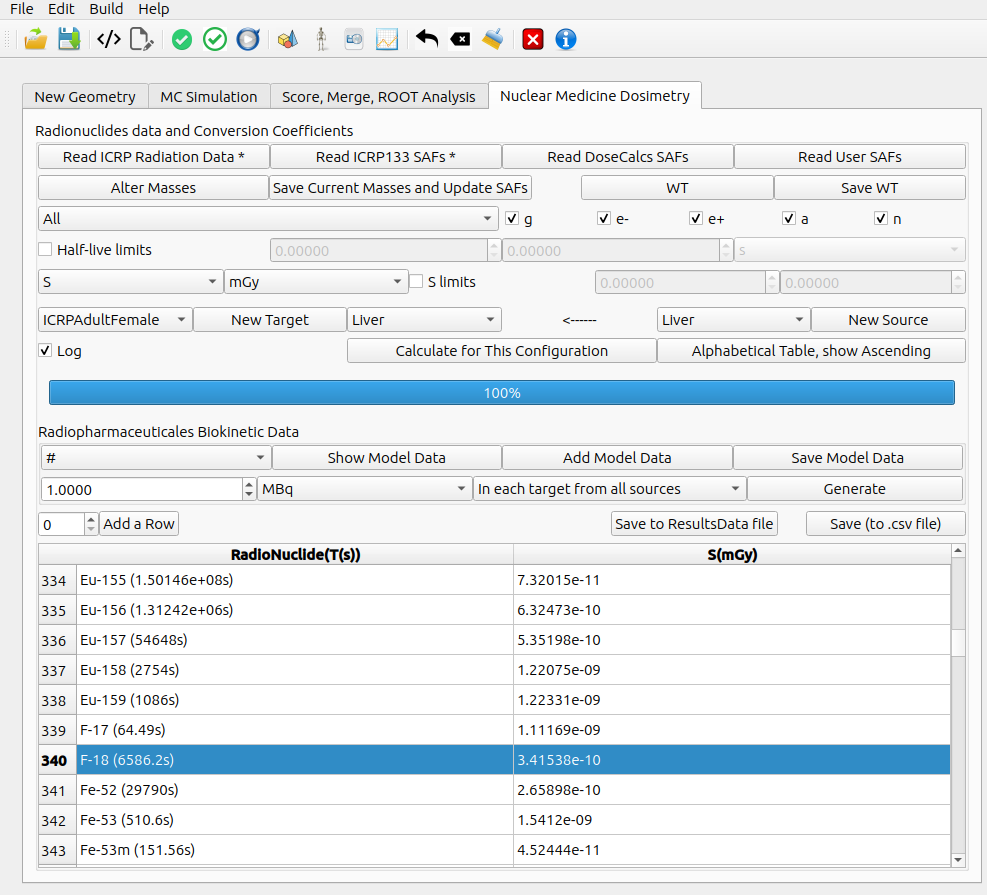 File Edit Build Help
New Geometry MC Simulation Score, Merge, ROOT Analysis Nuclear Medicine Dosimetry
Radionuclides data and Conversion Coefficients
Read ICRP Radiation Data * Read ICRP133 SAFs * Read DoseCalcs SAFs Read User SAFs
Alter Masses Save Current Masses and Update SAFs WT Save WT
All g e- e+ a n
Half-live limits 0.00000 0.00000 s
S mGy S limits 0.00000 0.00000
ICRPAdultFemale New Target Liver <------ Liver New Source
Log Calculate for This Configuration Alphabetical Table, show Ascending
100%
Radiopharmaceuticales Biokinetic Data
# Show Model Data Add Model Data Save Model Data
1.0000 MBq In each target from all sources Generate
0 Add a Row Save to ResultsData file Save (to .csv file)
RadioNuclide(T(s)) S(mGy)
334 Eu-155 (1.50146e+08s) 7.32015e-11
335 Eu-156 (1.31242e+06s) 6.32473e-10
336 Eu-157 (54648s) 5.35198e-10
337 Eu-158 (2754s) 1.22075e-09
338 Eu-159 (1086s) 1.22331e-09
339 F-17 (64.49s) 1.11169e-09
340 F-18 (6586.2s) 3.41538e-10
341 Fe-52 (29790s) 2.65898e-10
342 Fe-53 (510.6s) 1.5412e-09
343 Fe-53m (151.56s) 4.52444e-11